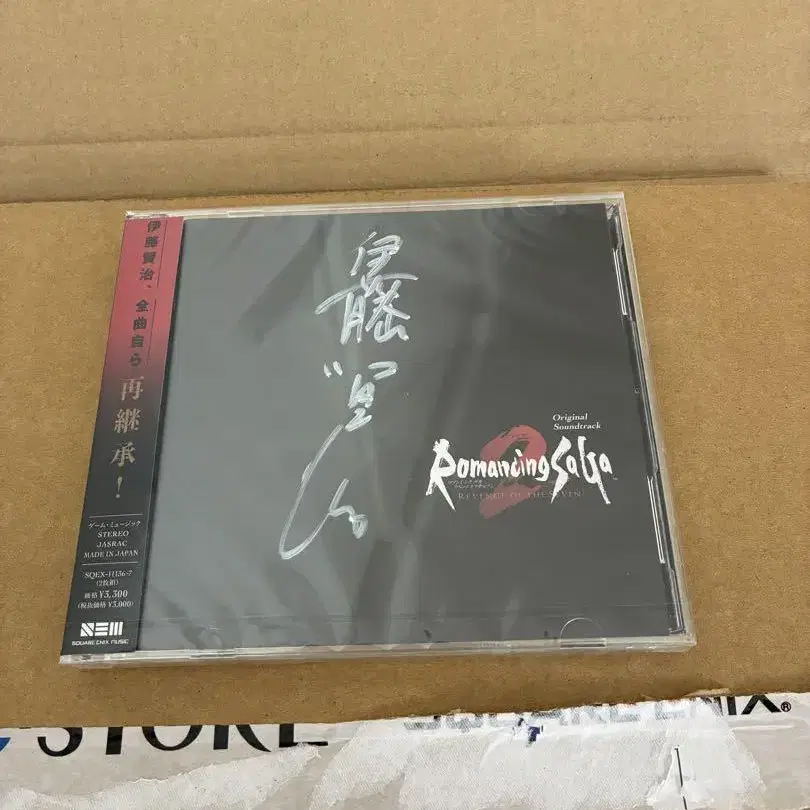 伊藤賢治、全曲自ら
再継承!
ゲーム・ミュージック
STEREO
JASRAC
MADE IN JAPAN
SQEX-11136~7
(2枚組)
価格 ¥3,300
(税抜価格 ¥3,000)
SQUARE ENIX MUSIC
伊藤賢治
Original
Soundtrack
2
Romancing SaGa
REVENGE OF THE SEVEN
STORE
SQUARE ENIX®